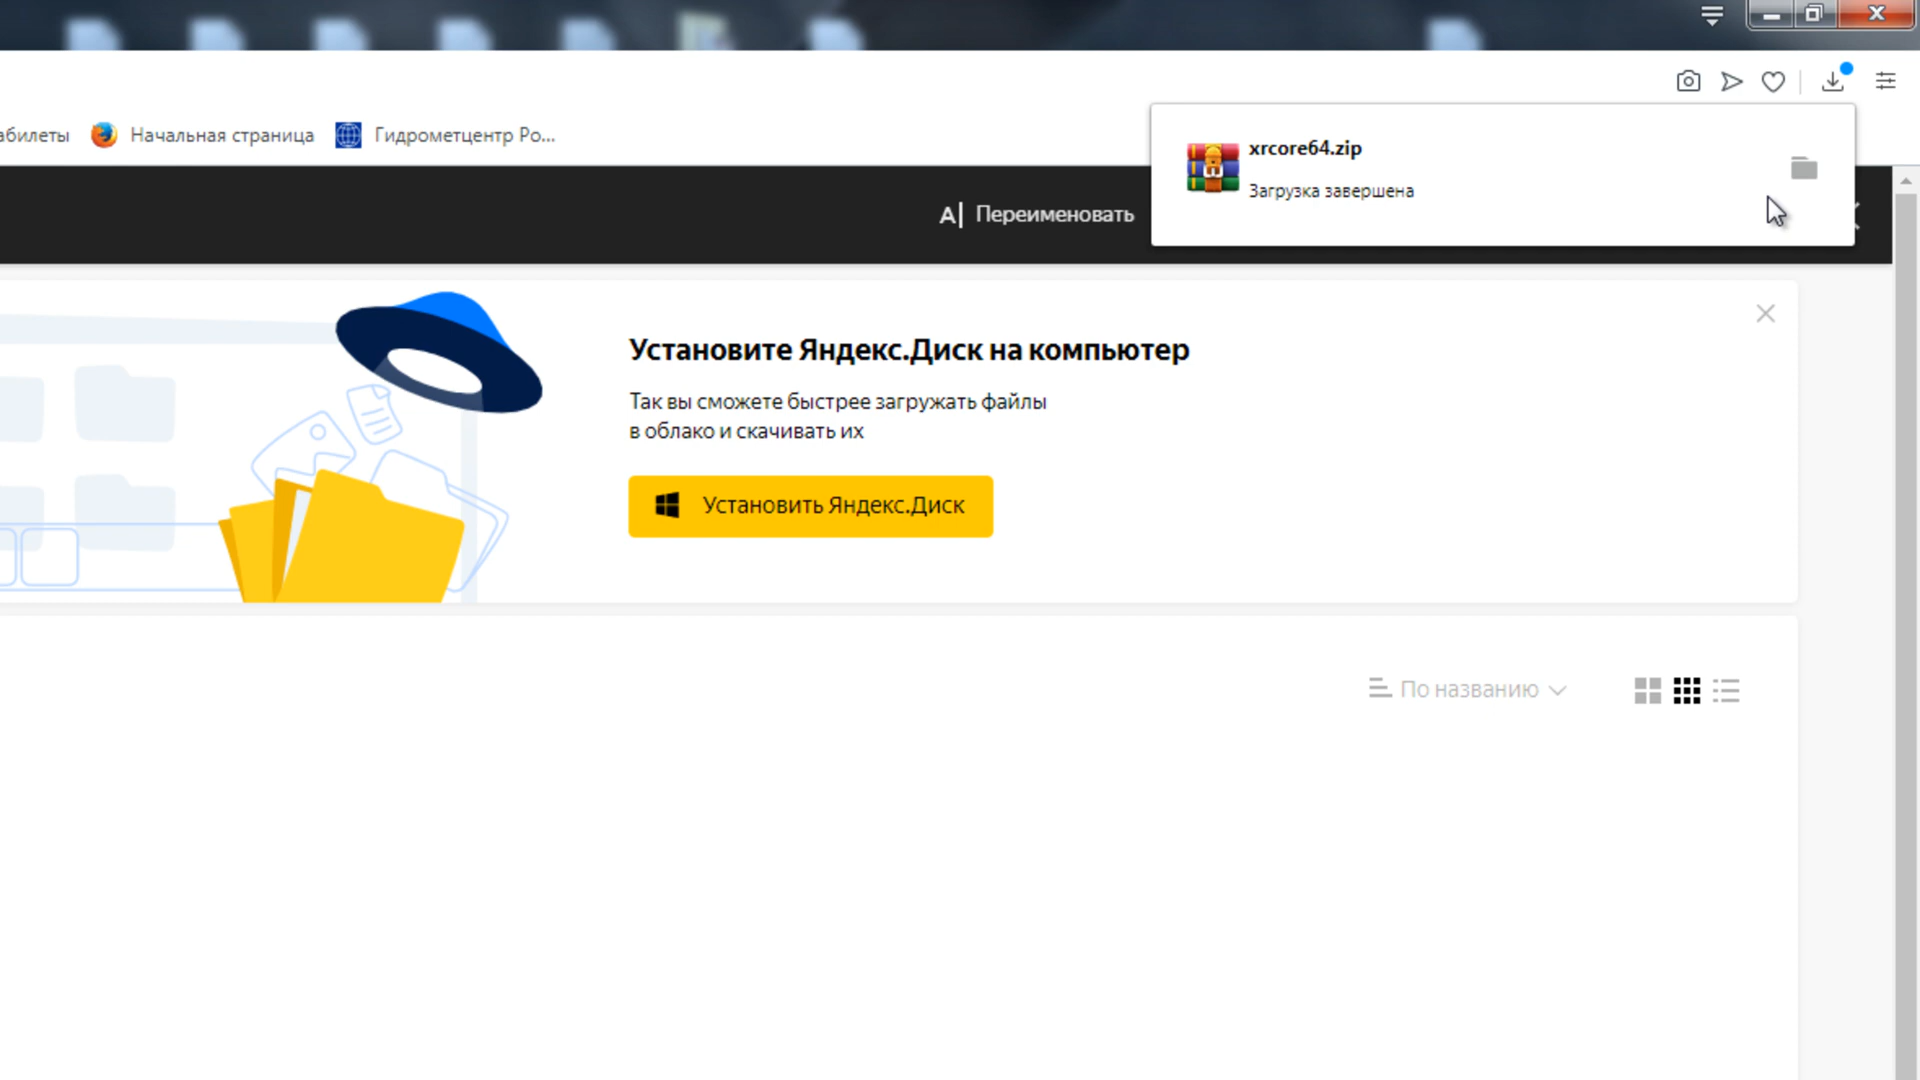 абилеты
Начальная страница
Гидрометцентр Ро...
xrcore64.zip
Загрузка завершена
A| Переименовать
Установите Яндекс.Диск на компьютер
Так вы сможете быстрее загружать файлы
в облако и скачивать их
Установить Яндекс.Диск
По названию